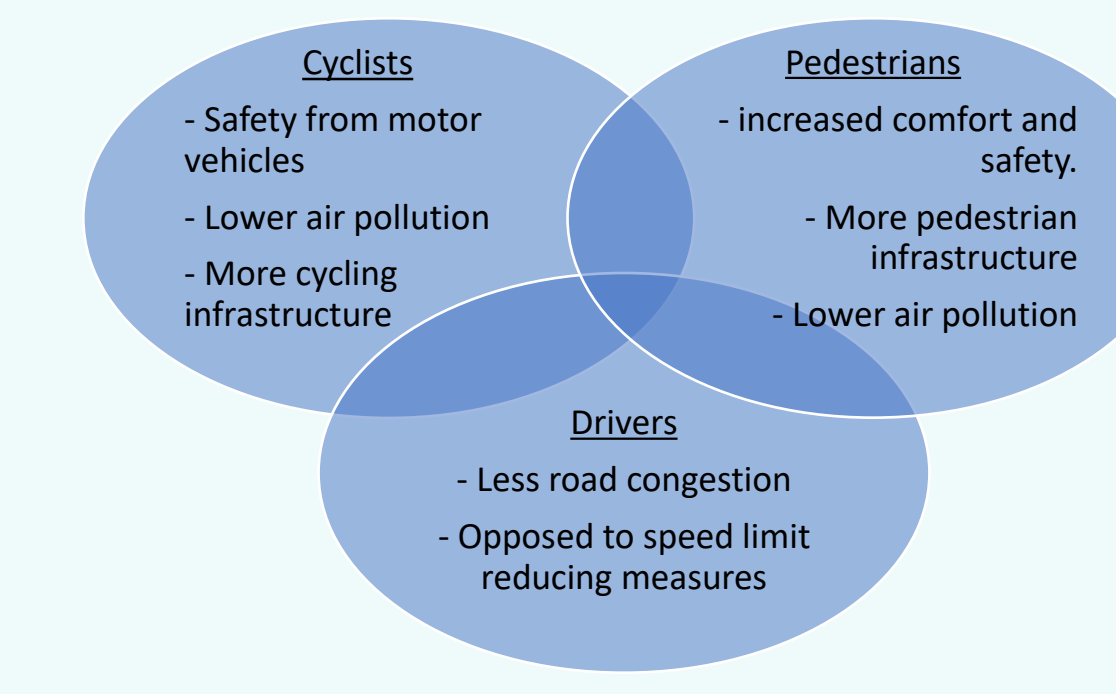 Cyclists
- Safety from motor
vehicles
- Lower air pollution
- More cycling
infrastructure
Pedestrians
- increased comfort and
safety.
- More pedestrian
infrastructure
- Lower air pollution
Drivers
- Less road congestion
- Opposed to speed limit
reducing measures